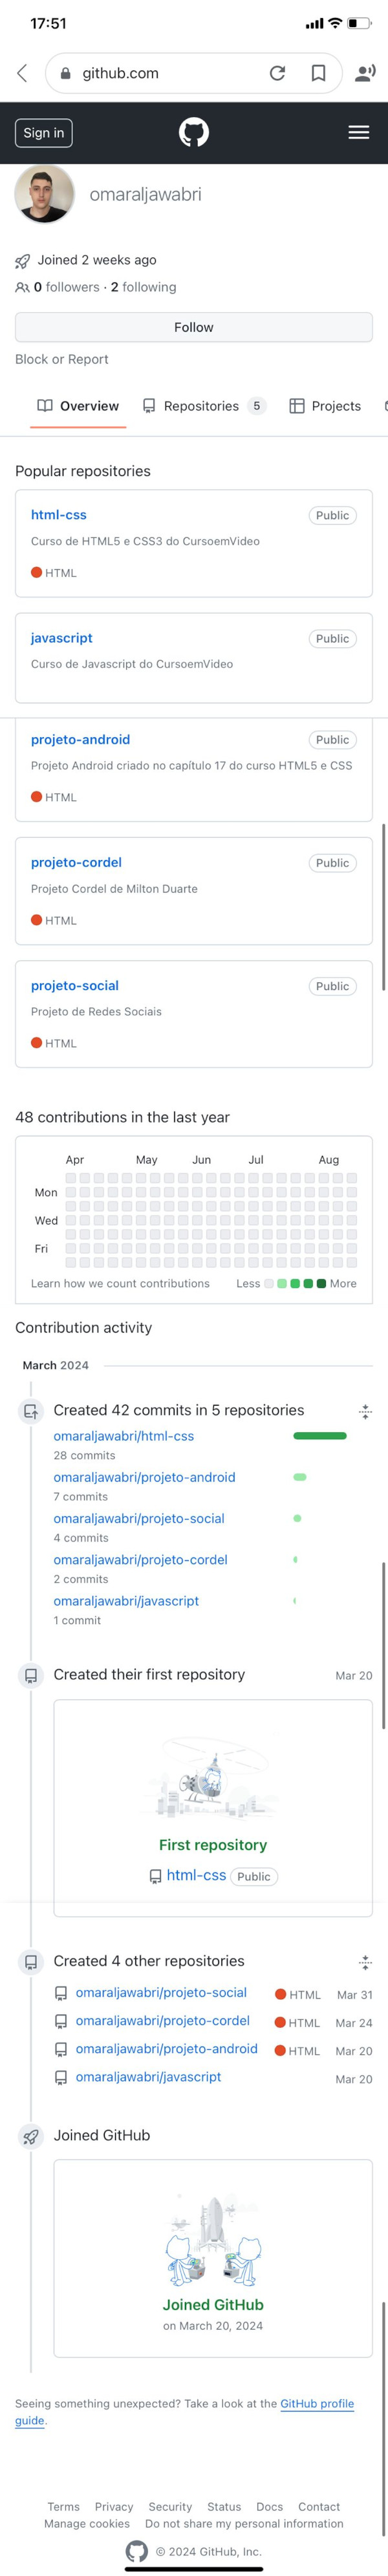 17:51
github.com
Sign in
omaraljawabri
Joined 2 weeks ago
0 followers · 2 following
Follow
Block or Report
Overview Repositories 5 Projects
Popular repositories
html-css Public
Curso de HTML5 e CSS3 do CursoemVideo
HTML
javascript Public
Curso de Javascript do CursoemVideo
projeto-android Public
Projeto Android criado no capítulo 17 do curso HTML5 e CSS
HTML
projeto-cordel Public
Projeto Cordel de Milton Duarte
HTML
projeto-social Public
Projeto de Redes Sociais
HTML
48 contributions in the last year
Apr May Jun Jul Aug
Mon
Wed
Fri
Learn how we count contributions Less More
Contribution activity
March 2024
Created 42 commits in 5 repositories
omaraljawabri/html-css
28 commits
omaraljawabri/projeto-android
7 commits
omaraljawabri/projeto-social
4 commits
omaraljawabri/projeto-cordel
2 commits
omaraljawabri/javascript
1 commit
Created their first repository Mar 20
First repository
html-css Public
Created 4 other repositories
omaraljawabri/projeto-social HTML Mar 31
omaraljawabri/projeto-cordel HTML Mar 24
omaraljawabri/projeto-android HTML Mar 20
omaraljawabri/javascript Mar 20
Joined GitHub
Joined GitHub
on March 20, 2024
Seeing something unexpected? Take a look at the GitHub profile
guide.
Terms Privacy Security Status Docs Contact
Manage cookies Do not share my personal information
© 2024 GitHub, Inc.